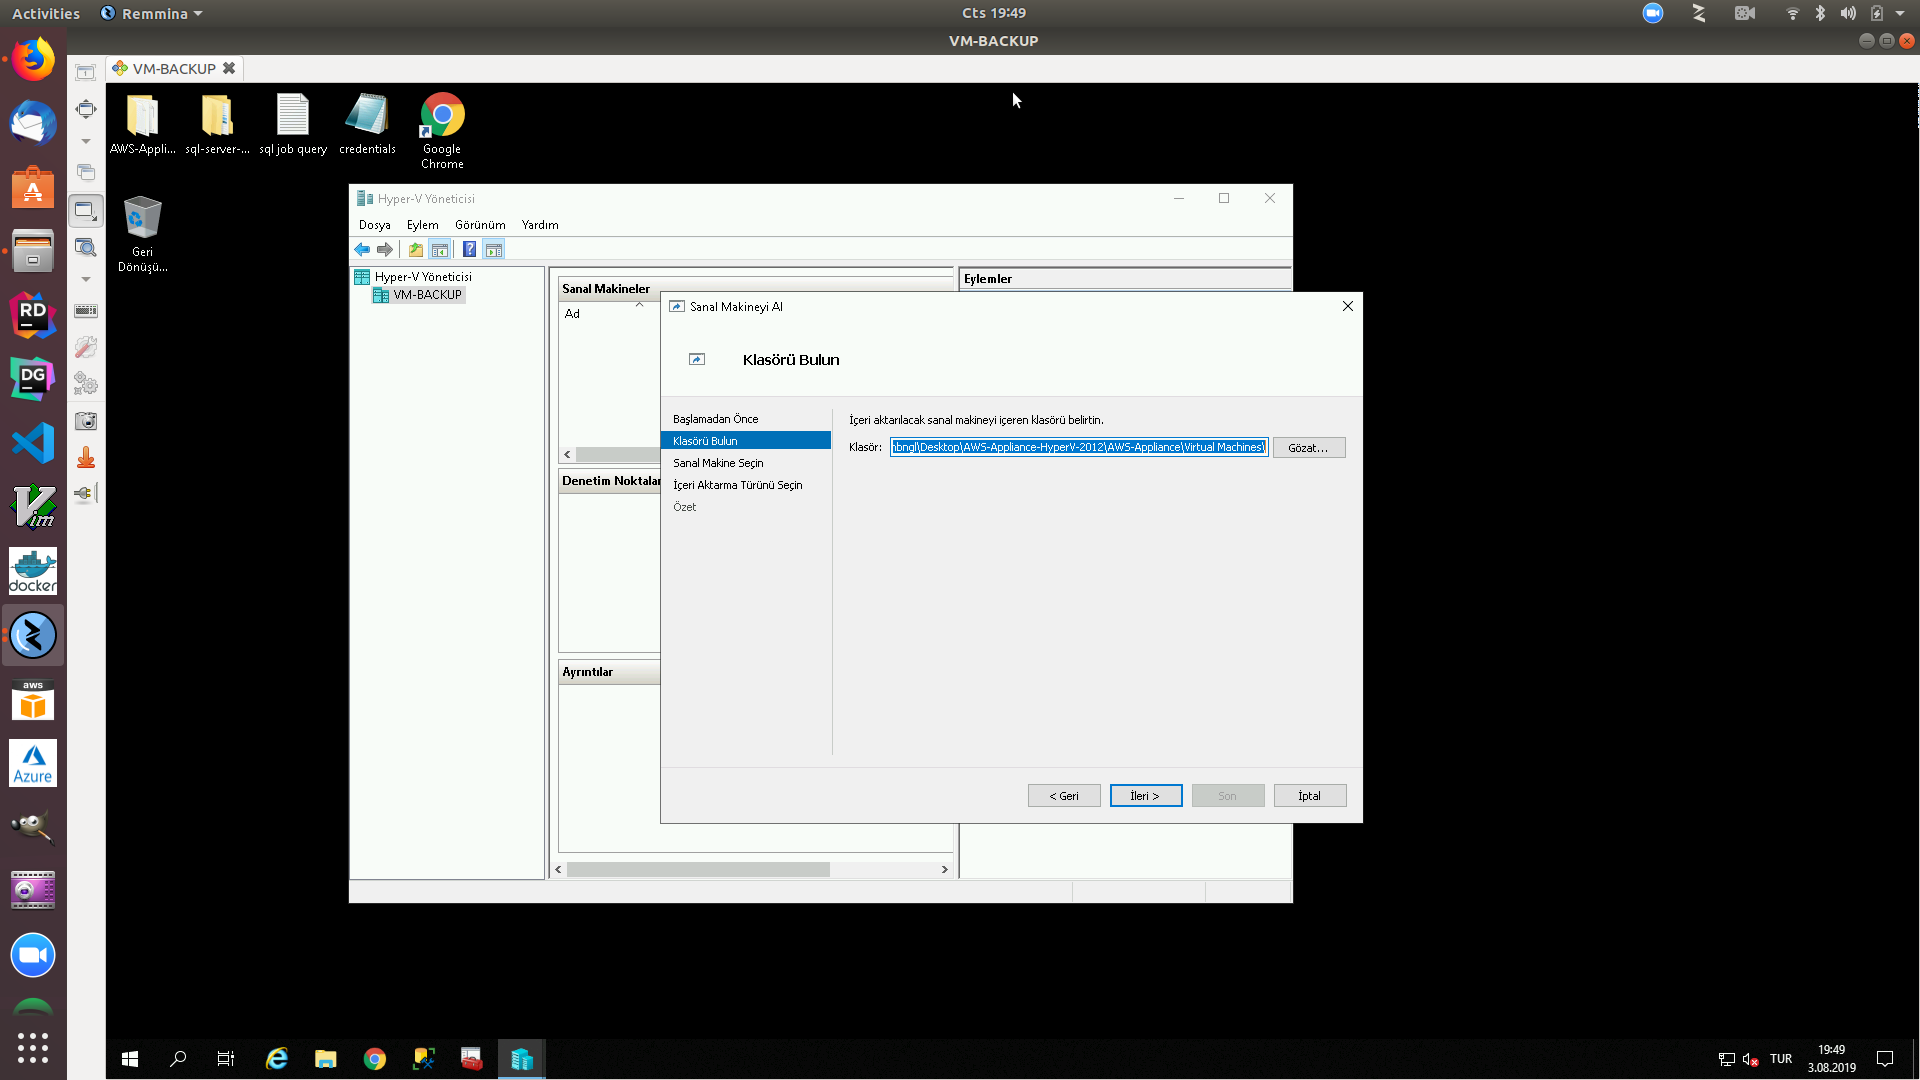 Activities
Remmina
Cts 19:49
VM-BACKUP
VM-BACKUP
AWS-Appli...
sql-server-...
sql job query
credentials
Google
Chrome
Geri
Dönüşü...
Hyper-V Yöneticisi
Dosya
Eylem
Görünüm
Yardım
Hyper-V Yöneticisi
VM-BACKUP
Sanal Makineler
Ad
Denetim Noktalar
Ayrıntılar
Eylemler
Sanal Makineyi Al
Klasörü Bulun
Başlamadan Önce
Klasörü Bulun
Sanal Makine Seçin
İçeri Aktarma Türünü Seçin
Özet
İçeri aktarılacak sanal makineyi içeren klasörü belirtin.
Klasör:
nbngl\Desktop\AWS-Appliance-HyperV-2012\AWS-Appliance\Virtual Machines\
Gözat...
< Geri
İleri >
Son
İptal
RD
DG
Vim
docker
aws
Azure
TUR
19:49
3.08.2019